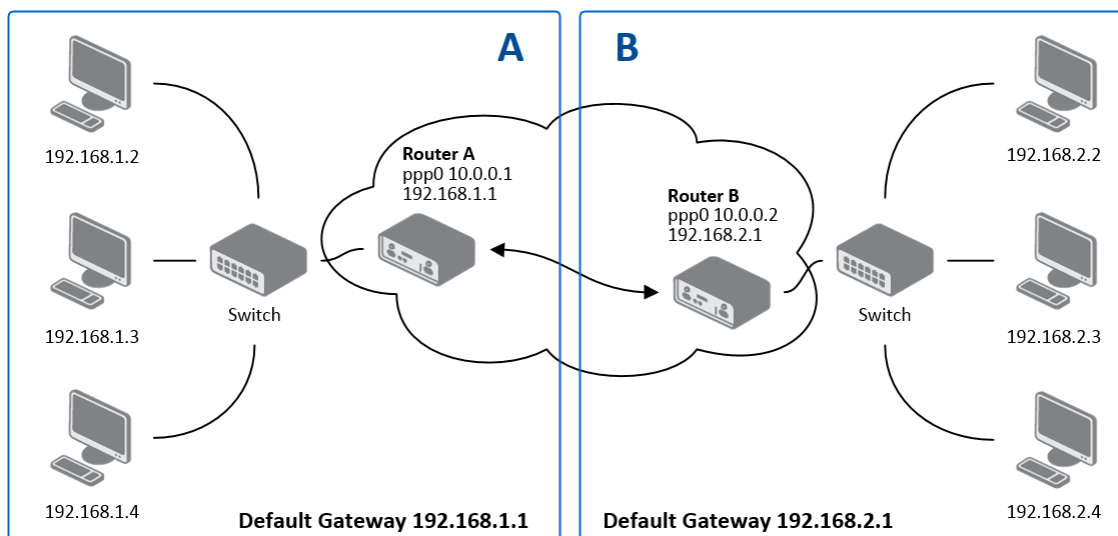 A
B
192.168.1.2
192.168.1.3
192.168.1.4
Switch
Router A
ppp0 10.0.0.1
192.168.1.1
Default Gateway 192.168.1.1
Router B
ppp0 10.0.0.2
192.168.2.1
Switch
192.168.2.2
192.168.2.3
192.168.2.4
Default Gateway 192.168.2.1